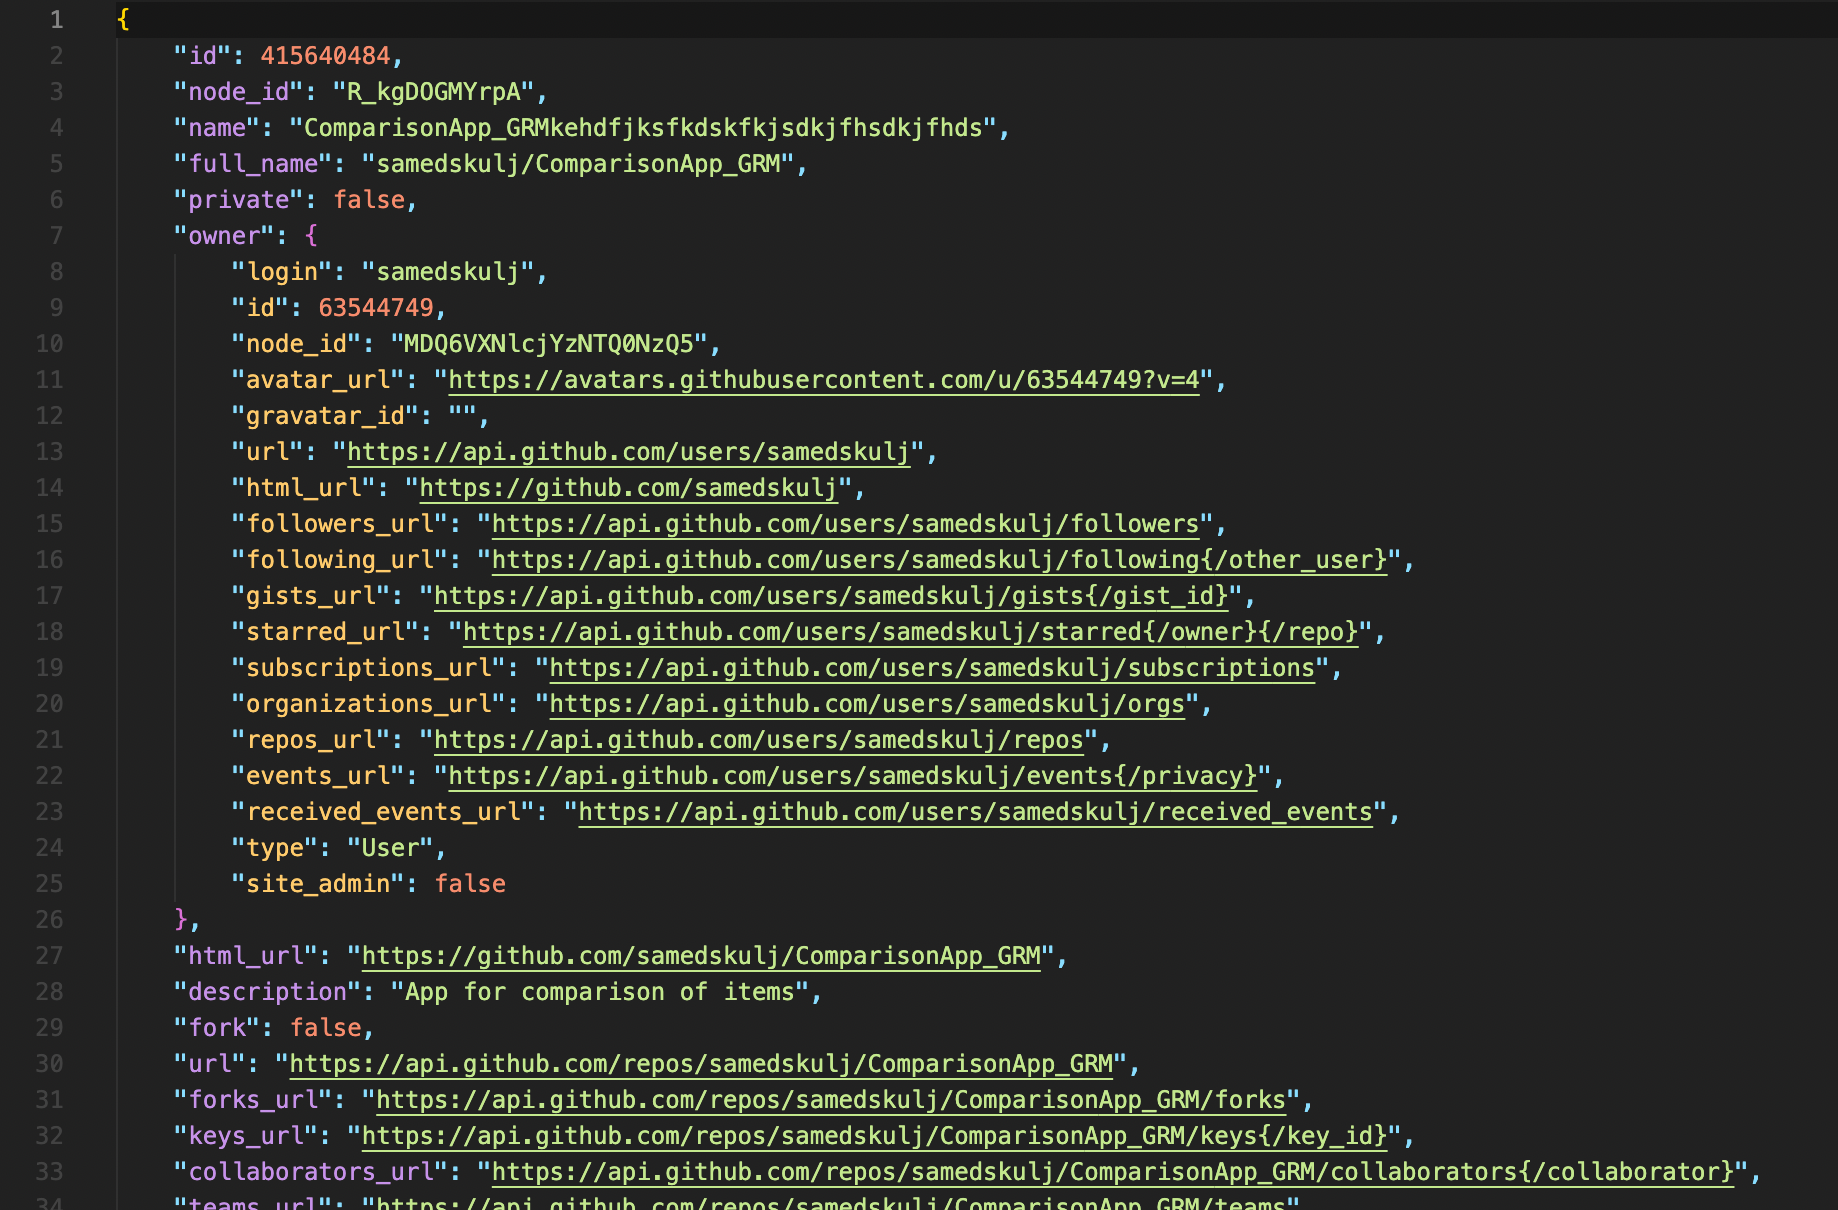 1 {
2 "id": 415640484,
3 "node_id": "R_kgDOGMYrpA",
4 "name": "ComparisonApp_GRMkehdfjksfkdskfkjsdkjfhsdkjfhds",
5 "full_name": "samedskulj/ComparisonApp_GRM",
6 "private": false,
7 "owner": {
8 "login": "samedskulj",
9 "id": 63544749,
10 "node_id": "MDQ6VXNlcjYzNTQ0NzQ5",
11 "avatar_url": "https://avatars.githubusercontent.com/u/63544749?v=4",
12 "gravatar_id": "",
13 "url": "https://api.github.com/users/samedskulj",
14 "html_url": "https://github.com/samedskulj",
15 "followers_url": "https://api.github.com/users/samedskulj/followers",
16 "following_url": "https://api.github.com/users/samedskulj/following{/other_user}",
17 "gists_url": "https://api.github.com/users/samedskulj/gists{/gist_id}",
18 "starred_url": "https://api.github.com/users/samedskulj/starred{/owner}{/repo}",
19 "subscriptions_url": "https://api.github.com/users/samedskulj/subscriptions",
20 "organizations_url": "https://api.github.com/users/samedskulj/orgs",
21 "repos_url": "https://api.github.com/users/samedskulj/repos",
22 "events_url": "https://api.github.com/users/samedskulj/events{/privacy}",
23 "received_events_url": "https://api.github.com/users/samedskulj/received_events",
24 "type": "User",
25 "site_admin": false
26 },
27 "html_url": "https://github.com/samedskulj/ComparisonApp_GRM",
28 "description": "App for comparison of items",
29 "fork": false,
30 "url": "https://api.github.com/repos/samedskulj/ComparisonApp_GRM",
31 "forks_url": "https://api.github.com/repos/samedskulj/ComparisonApp_GRM/forks",
32 "keys_url": "https://api.github.com/repos/samedskulj/ComparisonApp_GRM/keys{/key_id}",
33 "collaborators_url": "https://api.github.com/repos/samedskulj/ComparisonApp_GRM/collaborators{/collaborator}",
34 "teams_url": "https://api.github.com/repos/samedskulj/ComparisonApp_GRM/teams"